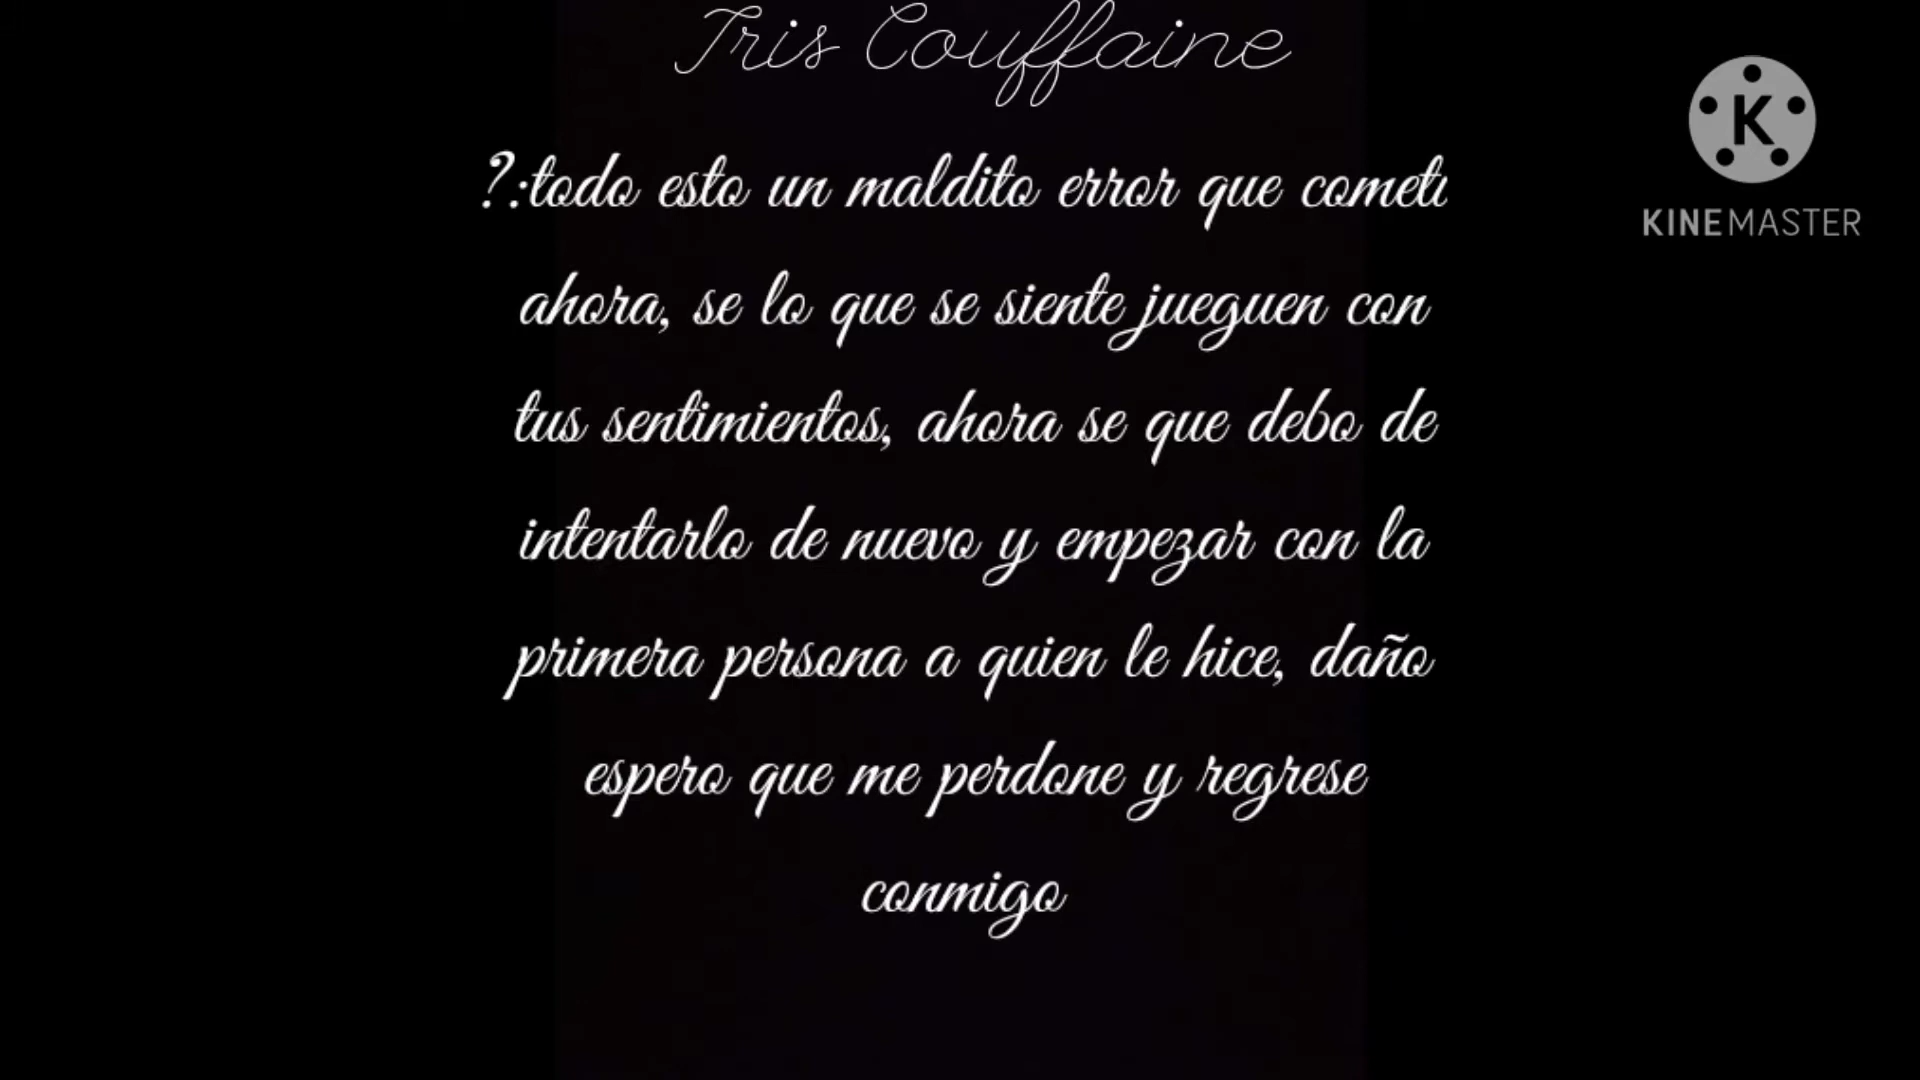 Tris Couffaine
?:todo esto un maldito error que cometi
ahora, se lo que se siente jueguen con
tus sentimientos, ahora se que debo de
intentarlo de nuevo y empezar con la
primera persona a quien le hice, daño
espero que me perdone y regrese
conmigo
K
KINEMASTER